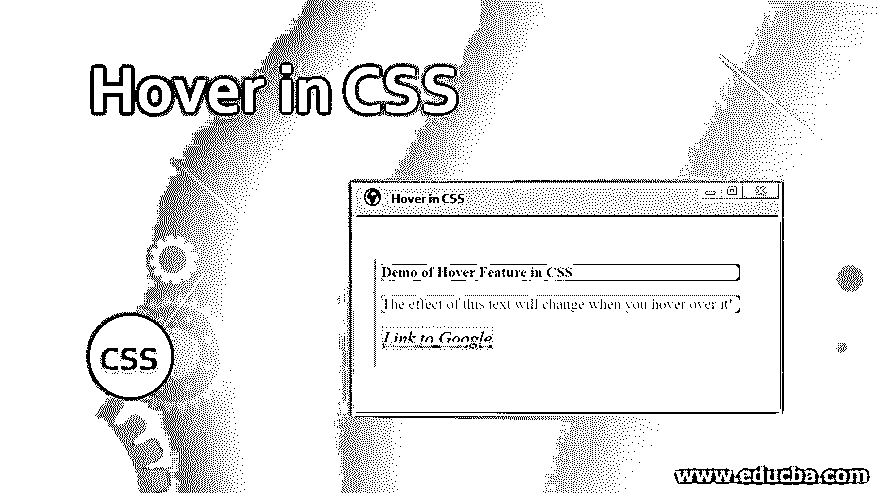 Hover in CSS
Hover in CSS
Demo of Hover Feature in CSS
The effect of this text will change when you hover over it!
Link to Google
CSS
www.educba.com